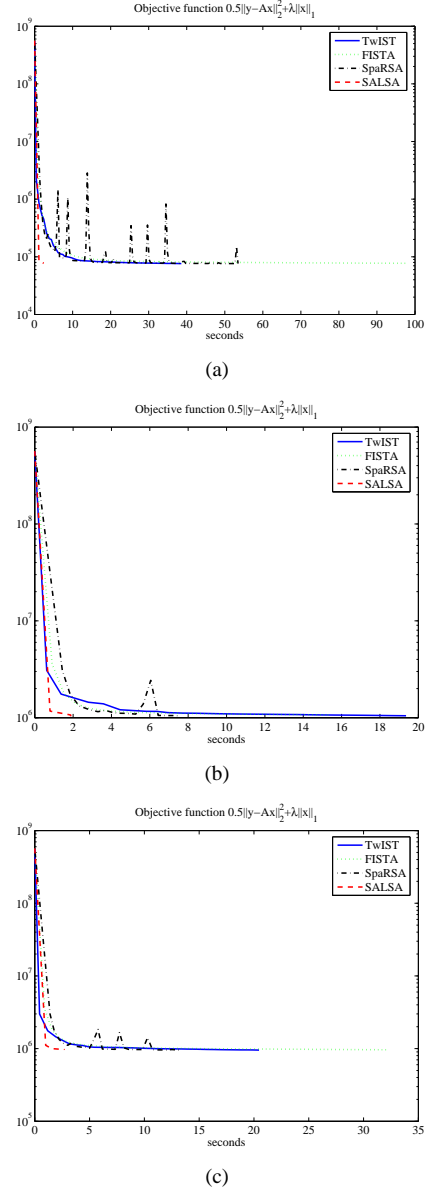 Objective function 0.5||y−Ax||₂²+λ||x||₁
10⁹
10⁸
10⁷
10⁶
10⁵
10⁴
TwIST
FISTA
SpaRSA
SALSA
0 10 20 30 40 50 60 70 80 90 100
seconds
(a)
Objective function 0.5||y−Ax||₂²+λ||x||₁
10⁹
10⁸
10⁷
10⁶
TwIST
FISTA
SpaRSA
SALSA
0 2 4 6 8 10 12 14 16 18 20
seconds
(b)
Objective function 0.5||y−Ax||₂²+λ||x||₁
10⁹
10⁸
10⁷
10⁶
10⁵
TwIST
FISTA
SpaRSA
SALSA
0 5 10 15 20 25 30 35
seconds
(c)